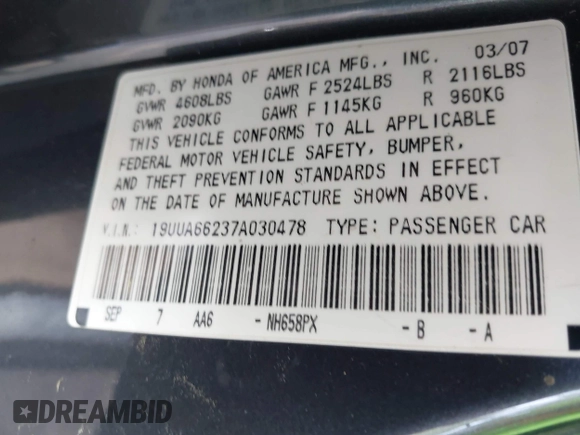 MFD. BY HONDA OF AMERICA MFG., INC. 03/07
GVWR 4608LBS GAWR F 2524LBS R 2116LBS
GVWR 2090KG GAWR F 1145KG R 960KG
THIS VEHICLE CONFORMS TO ALL APPLICABLE
FEDERAL MOTOR VEHICLE SAFETY, BUMPER,
AND THEFT PREVENTION STANDARDS IN EFFECT
ON THE DATE OF MANUFACTURE SHOWN ABOVE.
V.I.N.: 19UUA66237A030478 TYPE: PASSENGER CAR
SEP 7 AA6 - NH658PX - B - A
DREAMBID